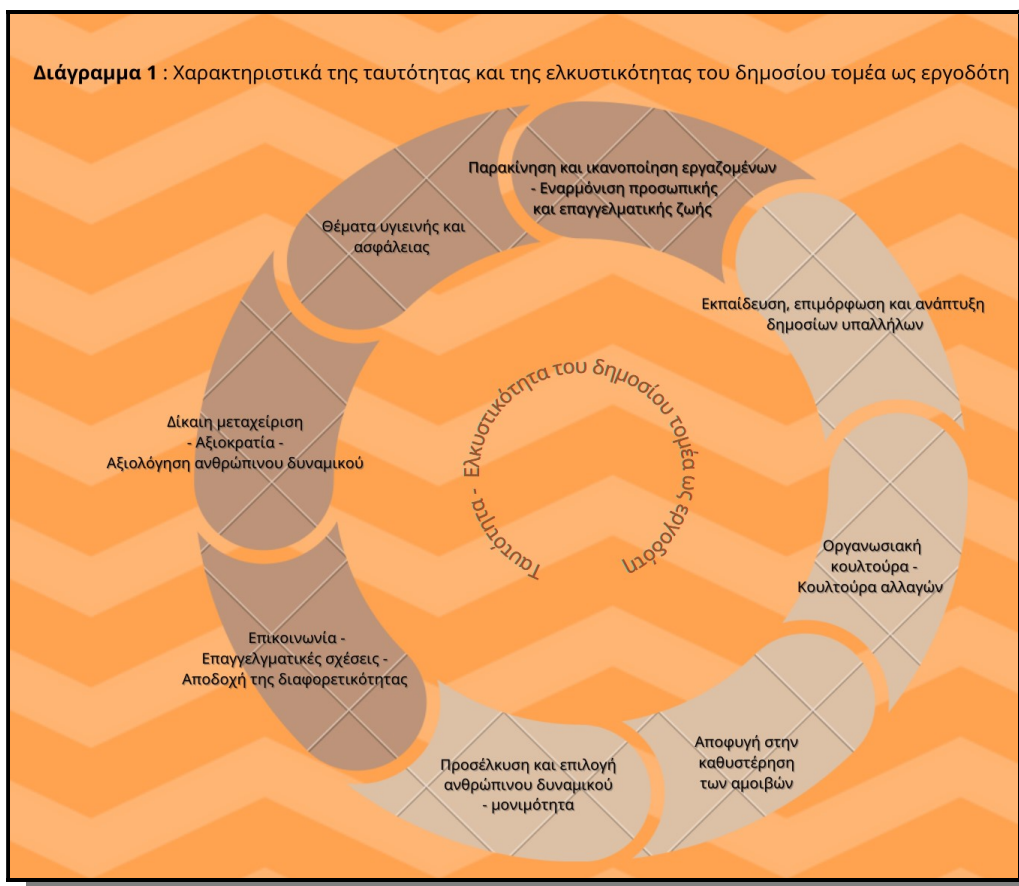 Διάγραμμα 1 : Χαρακτηριστικά της ταυτότητας και της ελκυστικότητας του δημοσίου τομέα ως εργοδότη
Παρακίνηση και ικανοποίηση εργαζομένων
- Εναρμόνιση προσωπικής
και επαγγελματικής ζωής
Εκπαίδευση, επιμόρφωση και ανάπτυξη
δημοσίων υπαλλήλων
Οργανωσιακή
κουλτούρα -
Κουλτούρα αλλαγών
Αποφυγή στην
καθυστέρηση
των αμοιβών
Προσέλκυση και επιλογή
ανθρώπινου δυναμικού
- μονιμότητα
Επικοινωνία -
Επαγγελγματικές σχέσεις -
Αποδοχή της διαφορετικότητας
Δίκαιη μεταχείριση
- Αξιοκρατία -
Αξιολόγηση ανθρώπινου δυναμικού
Θέματα υγιεινής και
ασφάλειας
Ταυτότητα - Ελκυστικότητα του δημοσίου τομέα ως εργοδότη